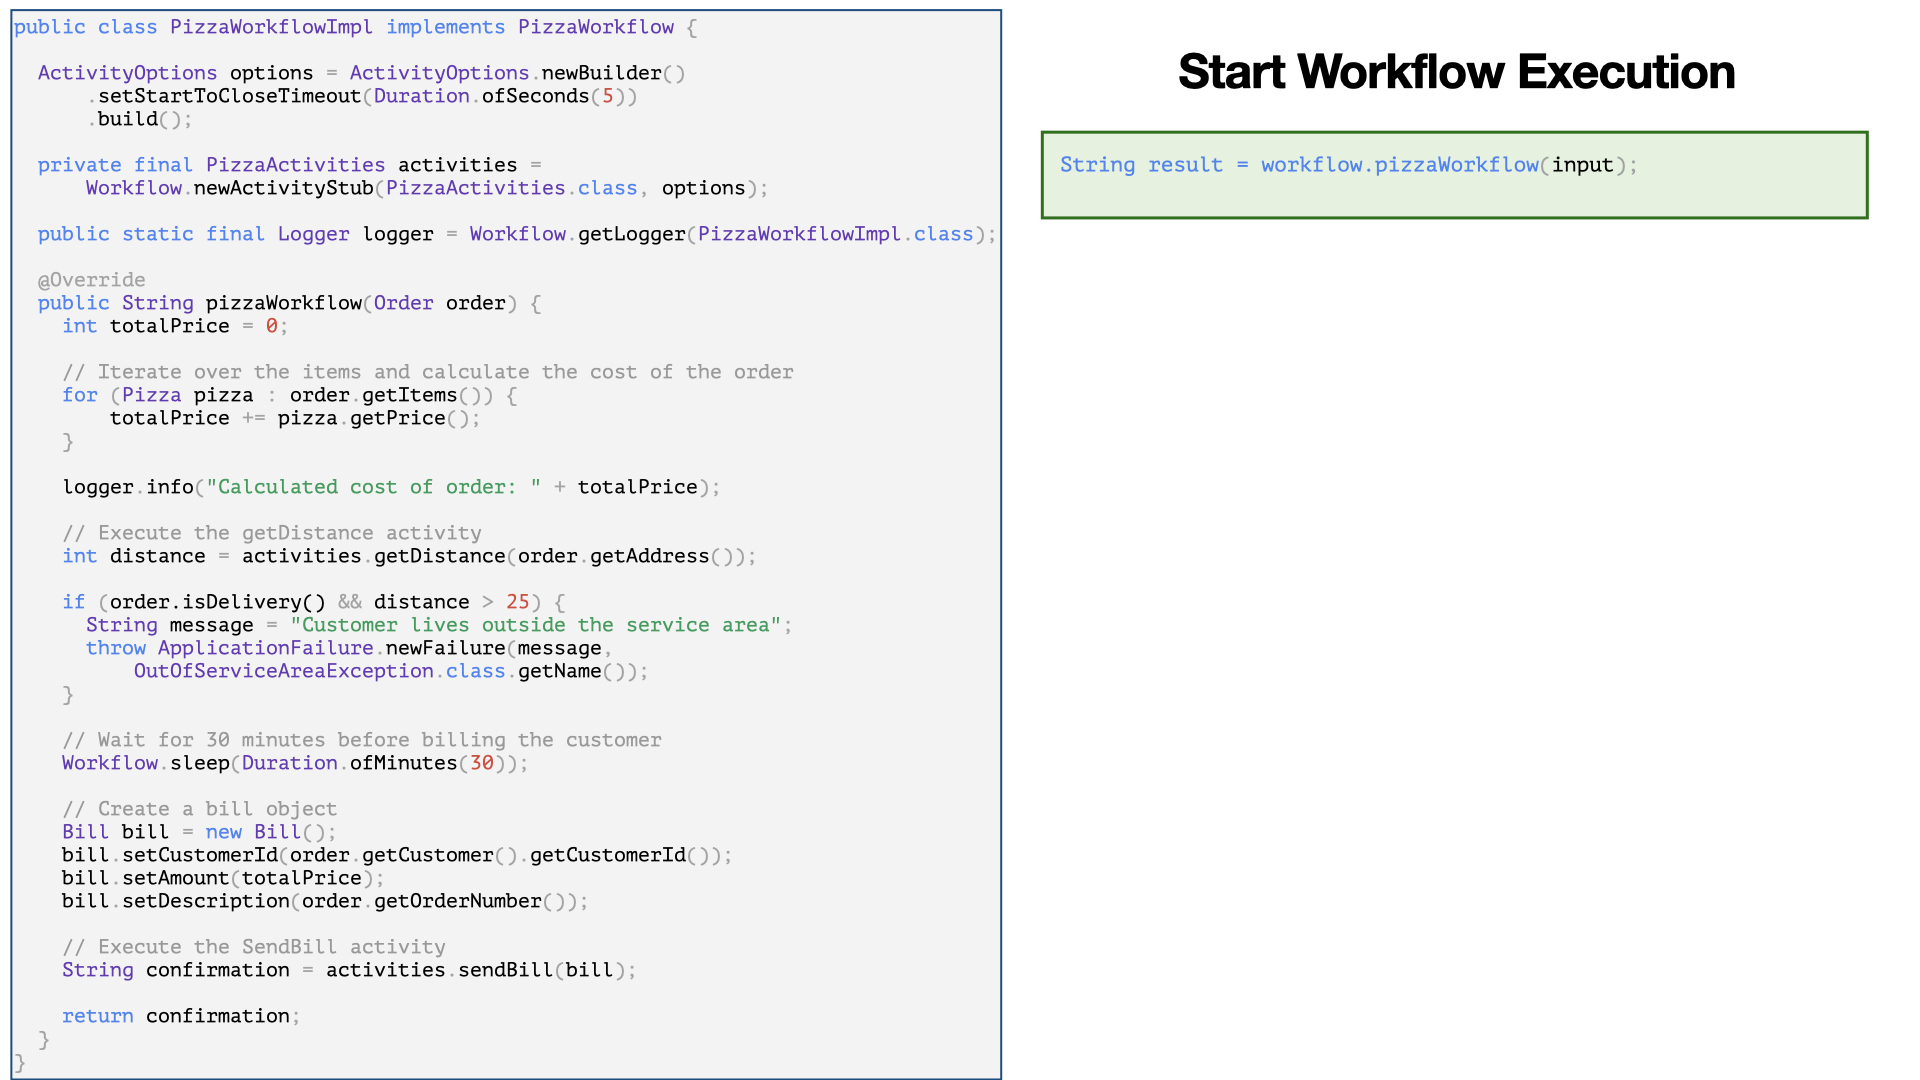 public class PizzaWorkflowImpl implements PizzaWorkflow {
ActivityOptions options = ActivityOptions.newBuilder()
.setStartToCloseTimeout(Duration.ofSeconds(5))
.build();
private final PizzaActivities activities =
Workflow.newActivityStub(PizzaActivities.class, options);
public static final Logger logger = Workflow.getLogger(PizzaWorkflowImpl.class);
@Override
public String pizzaWorkflow(Order order) {
int totalPrice = 0;
// Iterate over the items and calculate the cost of the order
for (Pizza pizza : order.getItems()) {
totalPrice += pizza.getPrice();
}
logger.info("Calculated cost of order: " + totalPrice);
// Execute the getDistance activity
int distance = activities.getDistance(order.getAddress());
if (order.isDelivery() && distance > 25) {
String message = "Customer lives outside the service area";
throw ApplicationFailure.newFailure(message,
OutOfServiceAreaException.class.getName());
}
// Wait for 30 minutes before billing the customer
Workflow.sleep(Duration.ofMinutes(30));
// Create a bill object
Bill bill = new Bill();
bill.setCustomerId(order.getCustomer().getCustomerId());
bill.setAmount(totalPrice);
bill.setDescription(order.getOrderNumber());
// Execute the SendBill activity
String confirmation = activities.sendBill(bill);
return confirmation;
}
}
Start Workflow Execution
String result = workflow.pizzaWorkflow(input);